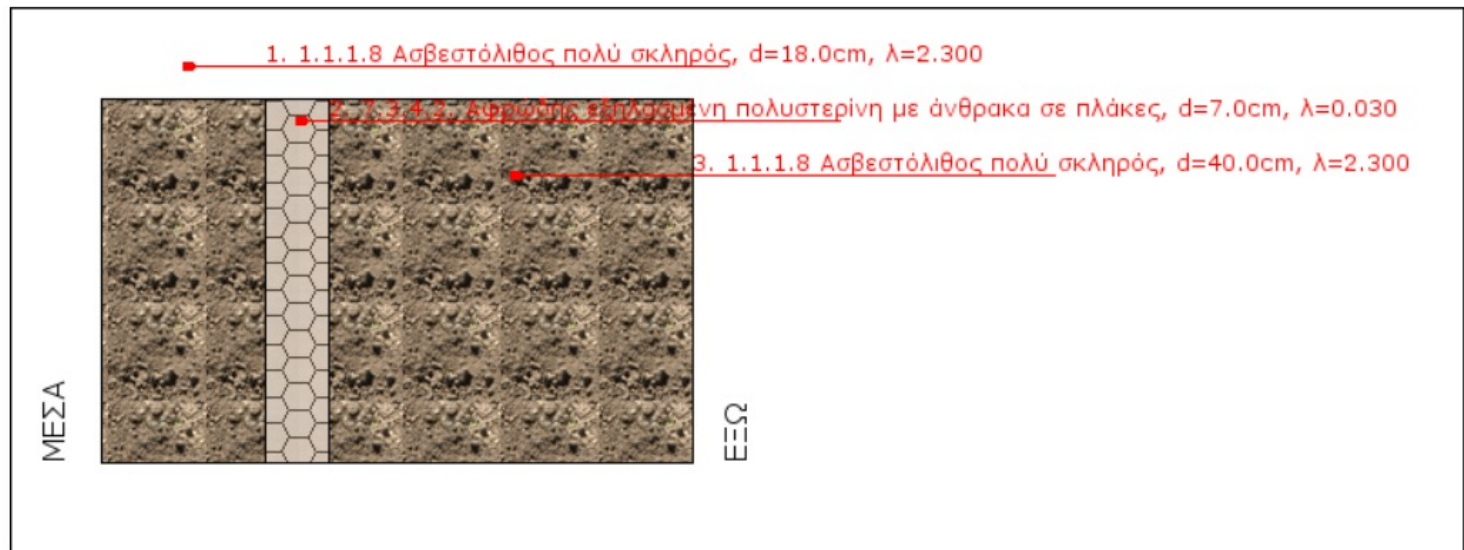 1. 1.1.1.8 Ασβεστόλιθος πολύ σκληρός, d=18.0cm, λ=2.300
2. 7.3.4.2. Αφρώδης εξηλασμένη πολυστερίνη με άνθρακα σε πλάκες, d=7.0cm, λ=0.030
3. 1.1.1.8 Ασβεστόλιθος πολύ σκληρός, d=40.0cm, λ=2.300
ΜΕΣΑ
ΕΞΩ